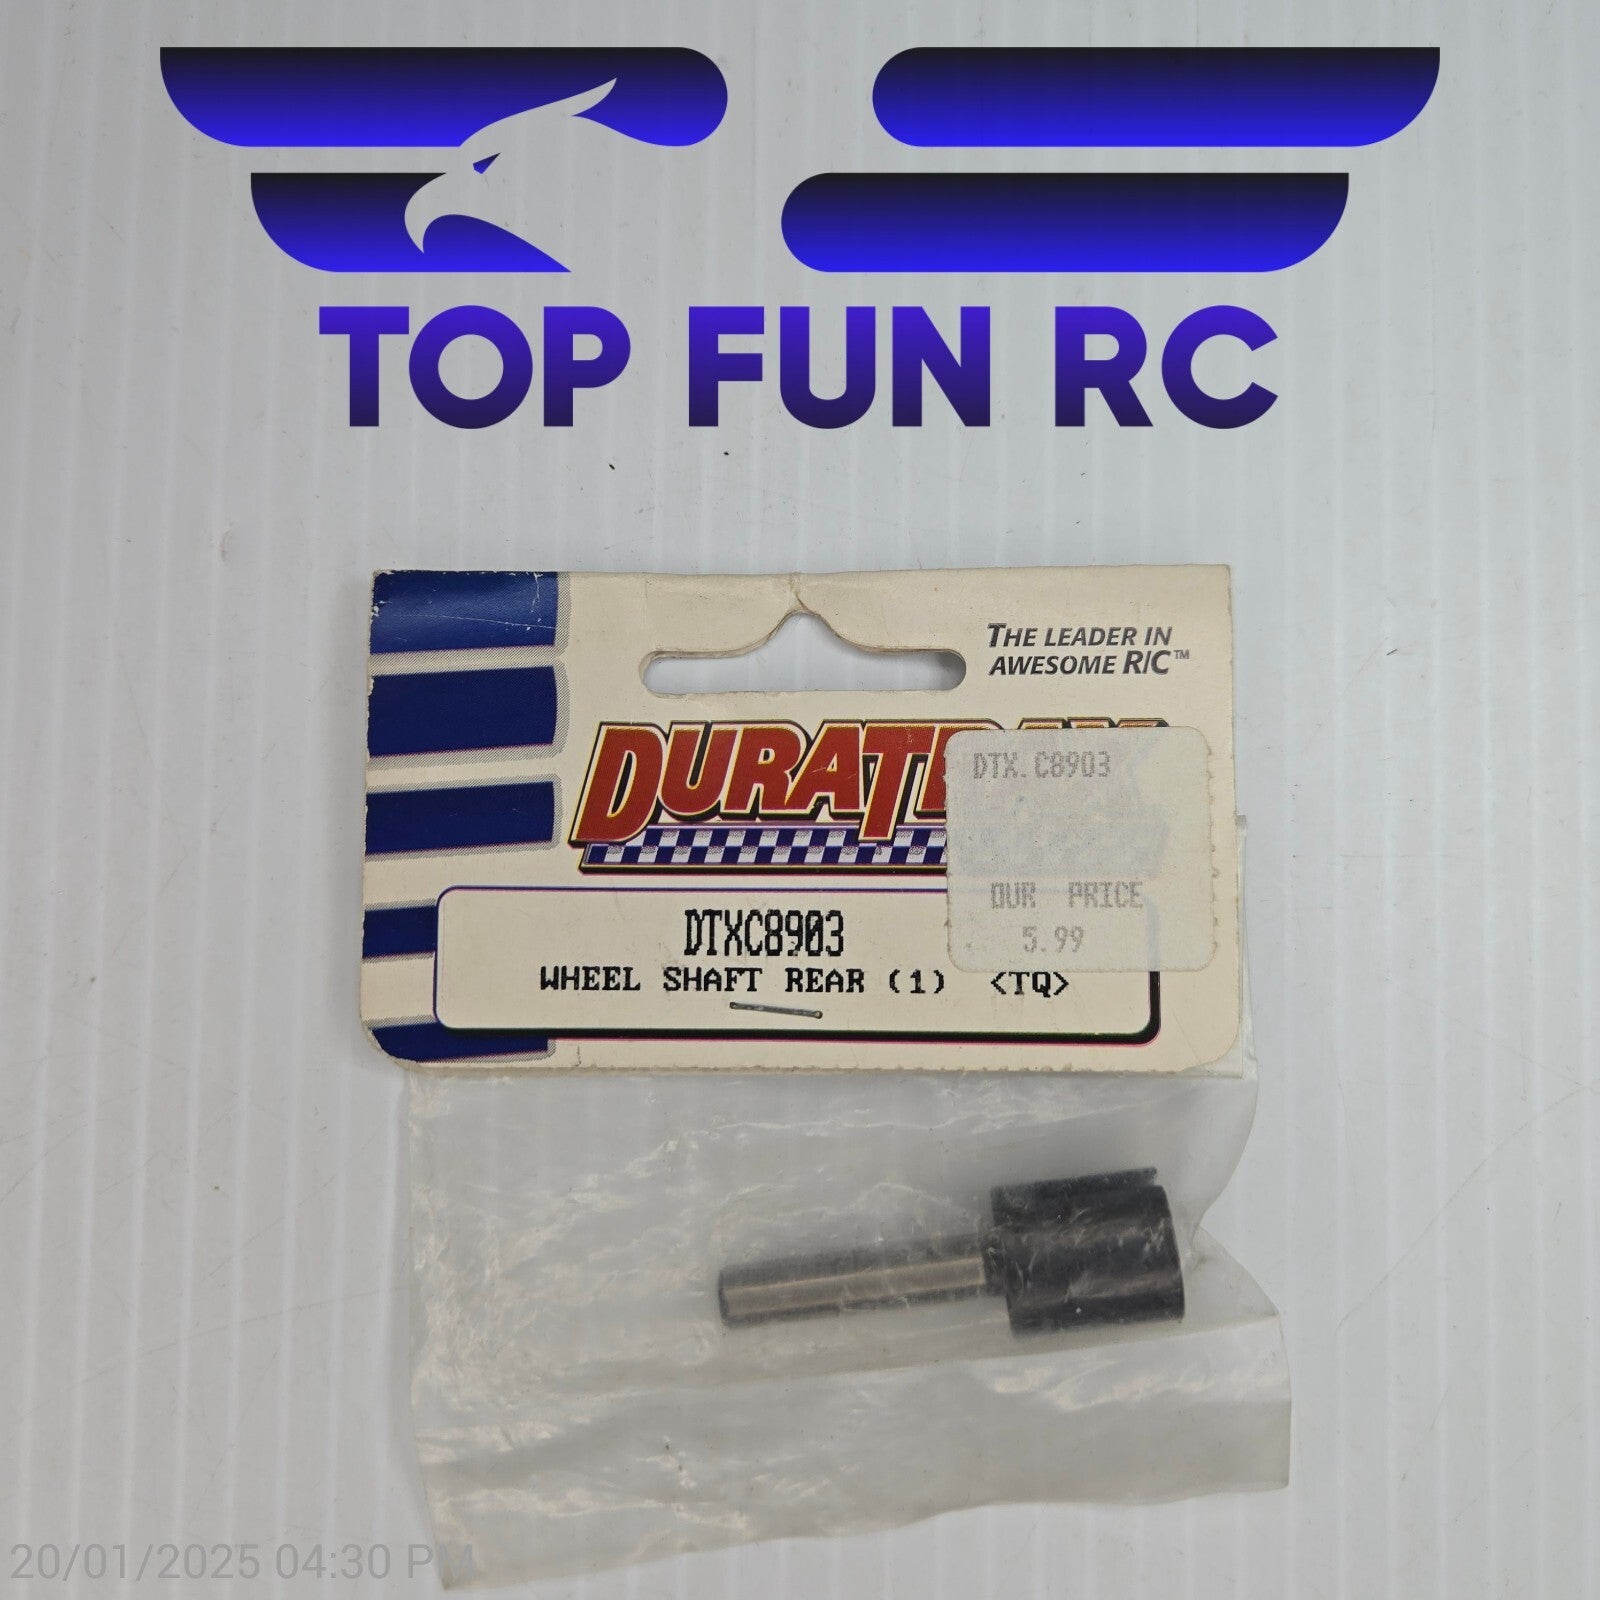 TOP FUN RC
THE LEADER IN
AWESOME R/C™
DTX. C8903
OUR PRICE
5.99
DTXC8903
WHEEL SHAFT REAR (1) <TQ>
20/01/2025 04:30 PM